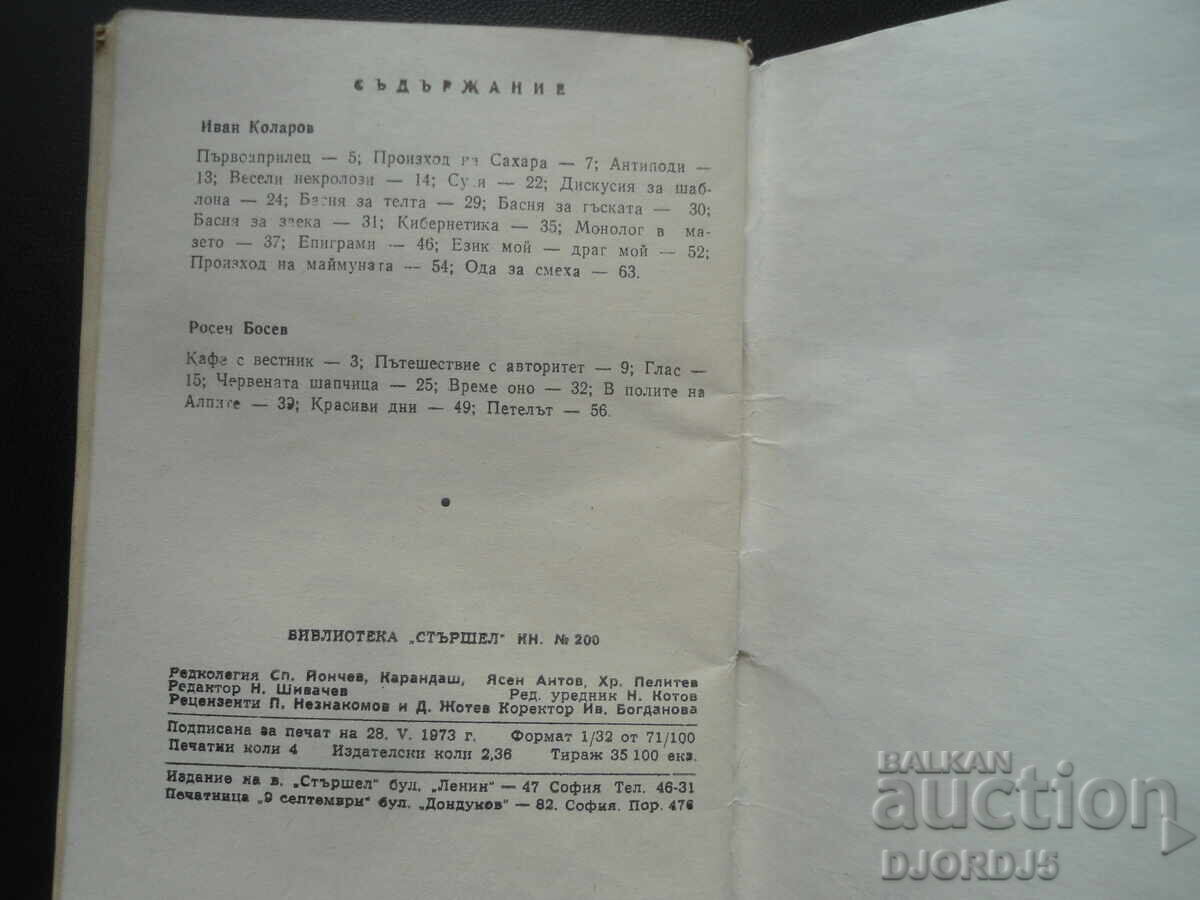 СЪДЪРЖАНИЕ
Иван Коларов
Първоаприлец — 5; Произход на Сахара — 7; Антиподи —
13; Весели некролози — 14; — 22; Дискусия за шаб-
лона — 24; Басня за телта — 29; Басня за гъската — 30;
Басня за заека — 31; Кибернетика — 35; Монолог в ма-
зето — 37; Епиграми — 46; Език мой — драг мой — 52;
Произход на маймуната — 54; Ода за смеха — 63.
Росен Босев
Кафе с вестник — 3; Пътешествие с авторитет — 9; Глас —
15; Червената шапчица — 25; Време оно — 32; В полите на
Алпите — 39; Красиви дни — 49; Петелът — 56.
БИБЛИОТЕКА „СТЪРШЕЛ" КН. № 200
Редколегия Сп. Йончев, Карандаш, Ясен Антов, Хр. Пелитев
Редактор Н. Шивачев Ред. уредник Н. Котов
Рецензенти П. Незнакомов и Д. Жотев Коректор Ив. Богданова
Подписана за печат на 28. V. 1973 г. Формат 1/32 от 71/100
Печатни коли 4 Издателски коли 2,36 Тираж 35 100 екз.
Издание на в. „Стършел" бул. „Ленин" — 47 София Тел. 46-31
Печатница „9 септември" бул. „Дондуков" — 82. София. Пор. 476
BALKAN
auction
DJORDJ5